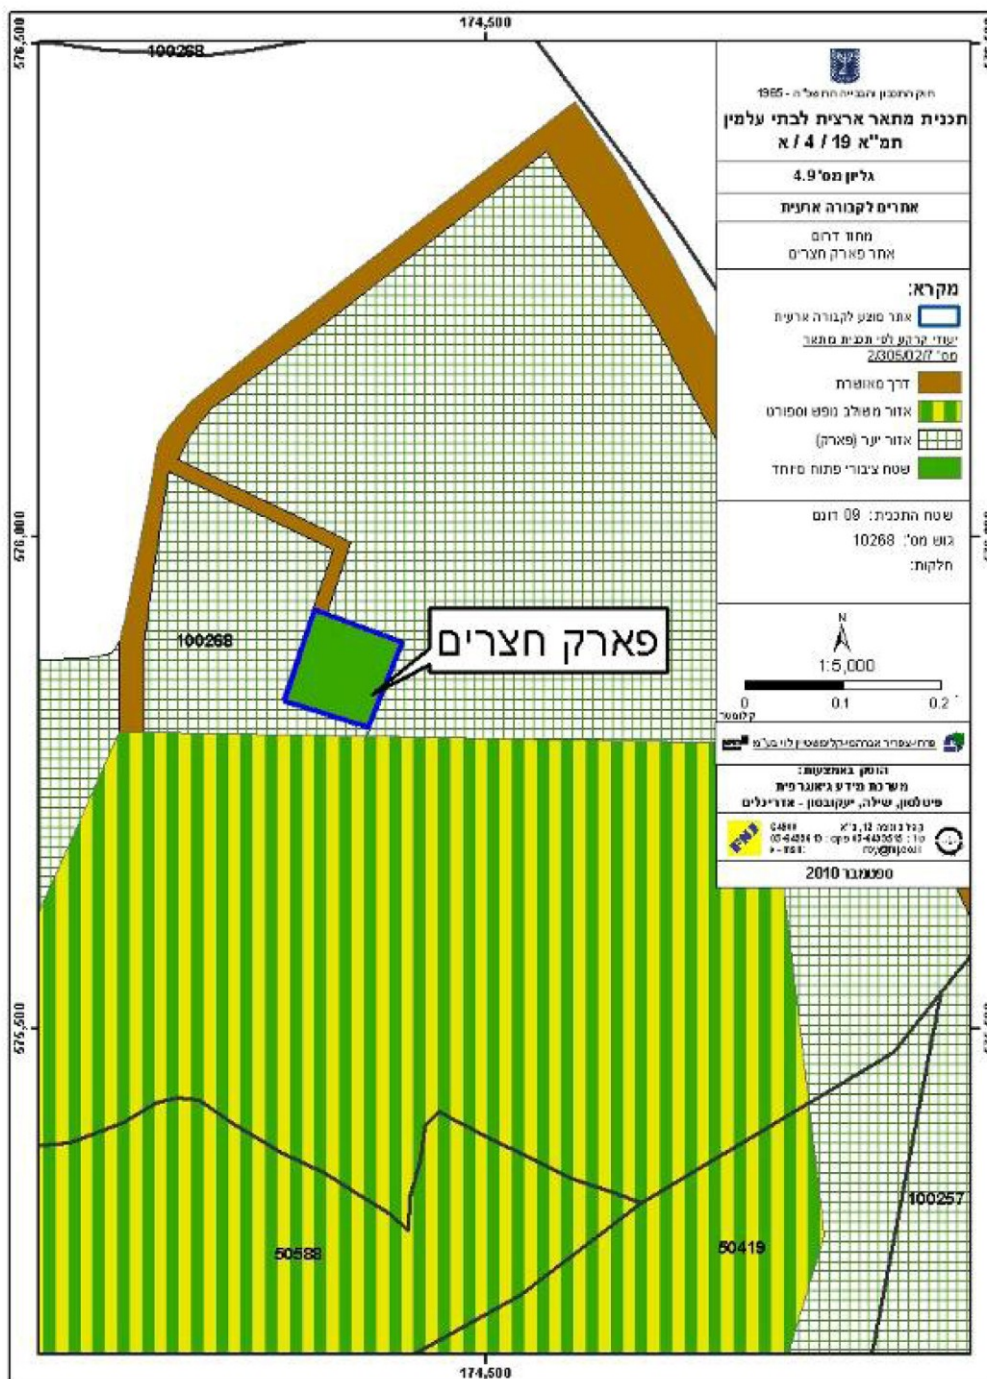 174,500
576,500
100268
חוק התכנון והבנייה התשכ"ה - 1965
תכנית מתאר ארצית לבתי עלמין
תמ"א 19 / 4 / א
גליון מס' 4.9
אתרים לקבורה ארעית
מחוז דרום
אתר פארק חצרים
מקרא:
אתר מוצע לקבורה ארעית
יעודי קרקע לפי תכנית מתאר
מס' 2/305/02/7
דרך מאושרת
אזור משולב נופש וספורט
אזור יער (פארק)
שטח ציבורי פתוח מיוחד
שטח התכנית: 09 דונם
גוש מס': 10268
חלקות:
576,000
100268
פארק חצרים
N
1:5,000
0 0.1 0.2
קילומטר
הופק באמצעות:
מערכת מידע גיאוגרפית
פיטלסון, שילה, יעקובסון - אדריכלים
FNJ
ספטמבר 2010
575,500
100257
50588
50419
174,500